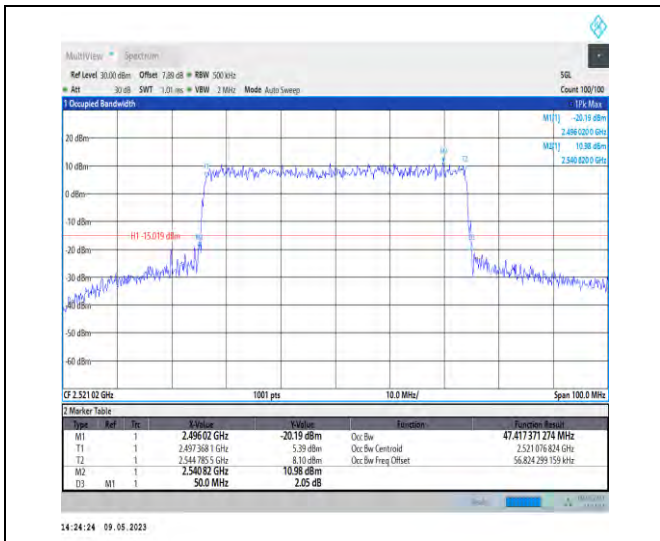 MultiView Spectrum
Ref Level 30.00 dBm Offset 7.89 dB RBW 500 kHz SGL
Att 30 dB SWT 1.01 ms VBW 2 MHz Mode Auto Sweep Count 100/100
1 Occupied Bandwidth 1Pk Max
M1[1] -20.19 dBm
2.496 020 0 GHz
M2[1] 10.98 dBm
2.540 820 0 GHz
20 dBm
10 dBm
0 dBm
-10 dBm
H1 -15.019 dBm
-20 dBm
-30 dBm
-40 dBm
-50 dBm
-60 dBm
CF 2.521 02 GHz 1001 pts 10.0 MHz/ Span 100.0 MHz
2 Marker Table
Type Ref Trc X-Value Y-Value Function Function Result
M1 1 2.496 02 GHz -20.19 dBm Occ Bw 47.417 371 274 MHz
T1 1 2.497 368 1 GHz 5.39 dBm Occ Bw Centroid 2.521 076 824 GHz
T2 1 2.544 785 5 GHz 8.10 dBm Occ Bw Freq Offset 56.824 299 159 kHz
M2 1 2.540 82 GHz 10.98 dBm
D3 M1 1 50.0 MHz 2.05 dB
14:24:24 09.05.2023